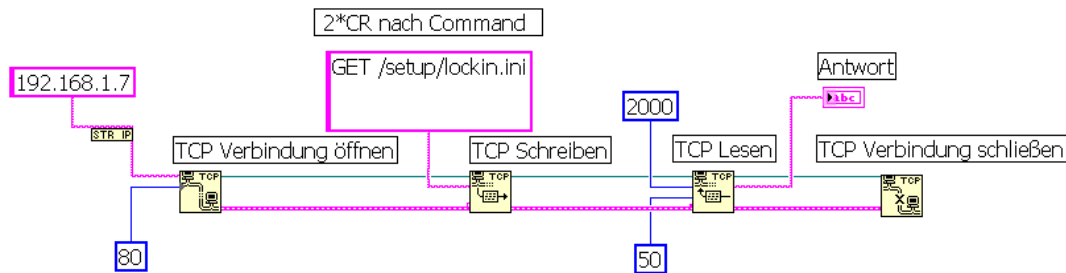 2*CR nach Command
GET /setup/lockin.ini
192.168.1.7
STR IP
Antwort
abc
2000
TCP Verbindung öffnen
TCP Schreiben
TCP Lesen
TCP Verbindung schließen
TCP
TCP
TCP
TCP
80
50